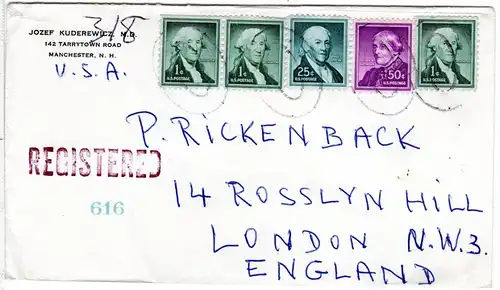 318
JOZEF KUDEREWICZ, M.D.
142 TARRYTOWN ROAD
MANCHESTER, N. H.
U.S.A.
1¢ U.S. POSTAGE
1¢ U.S. POSTAGE
25¢ U.S. POSTAGE
50¢ U.S. POSTAGE
1¢ U.S. POSTAGE
P. RICKENBACK
REGISTERED
14 ROSSLYN HILL
616
LONDON N.W.3.
ENGLAND